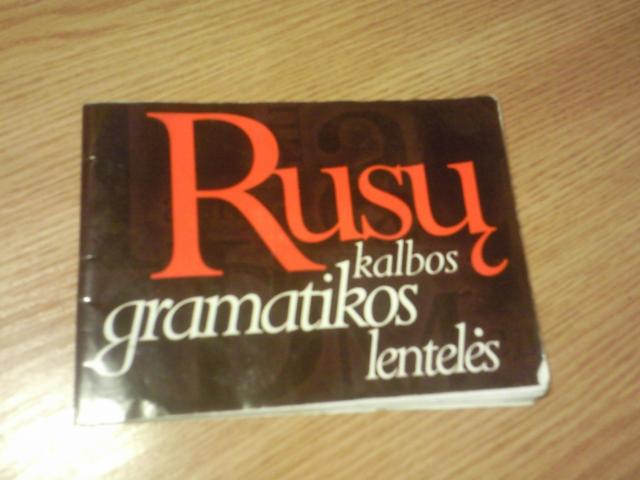 Rusų
kalbos
gramatikos
lentelės